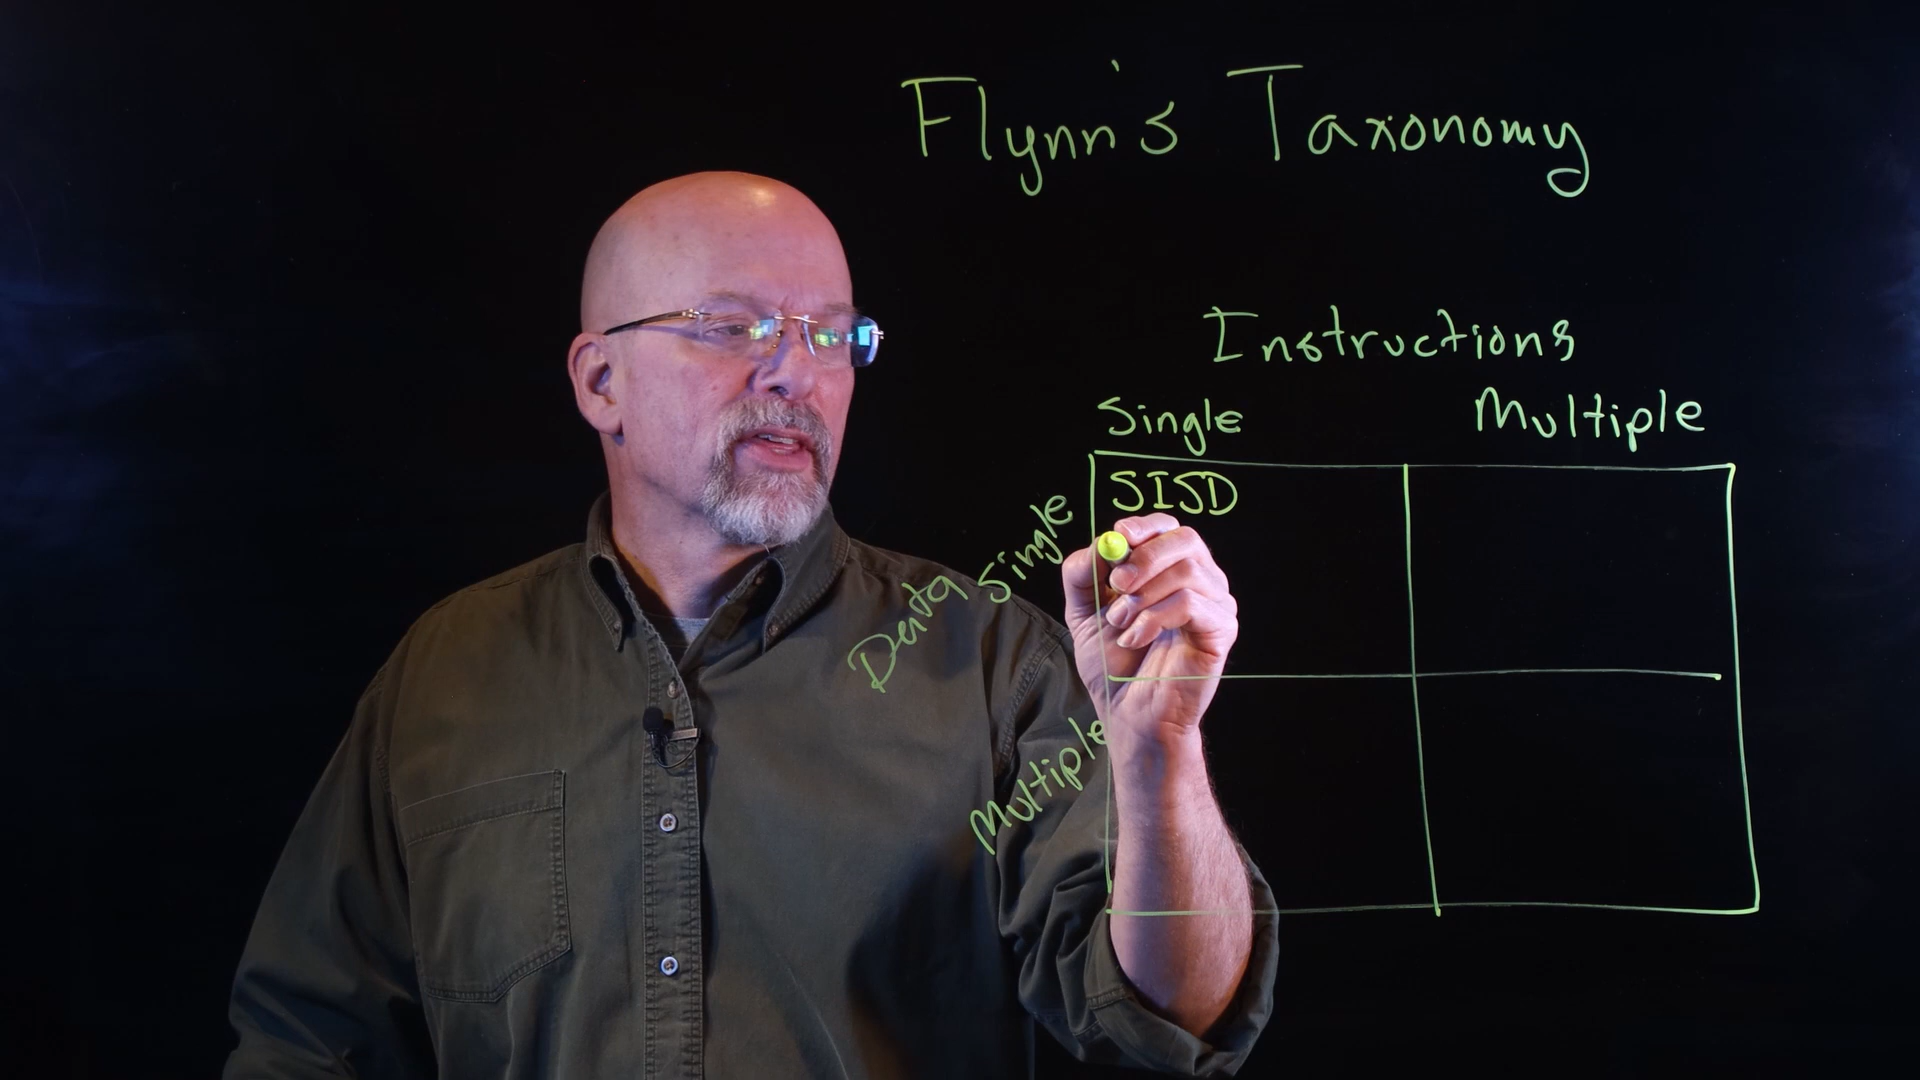 Flynn's Taxonomy
Instructions
Single Multiple
SISD
Single
Data
Multiple